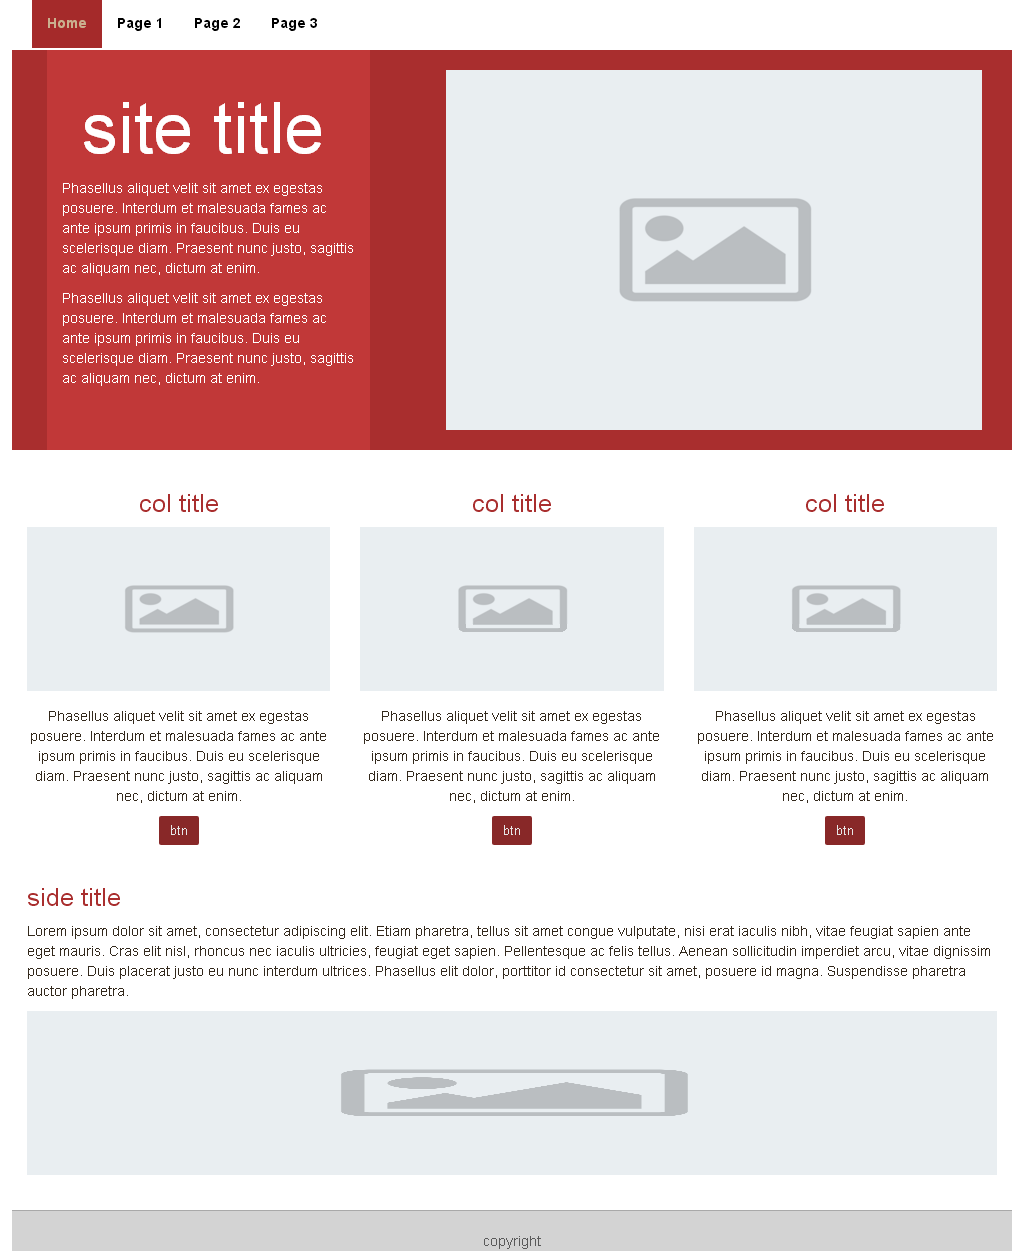 Home Page 1 Page 2 Page 3
site title
Phasellus aliquet velit sit amet ex egestas
posuere. Interdum et malesuada fames ac
ante ipsum primis in faucibus. Duis eu
scelerisque diam. Praesent nunc justo, sagittis
ac aliquam nec, dictum at enim.
Phasellus aliquet velit sit amet ex egestas
posuere. Interdum et malesuada fames ac
ante ipsum primis in faucibus. Duis eu
scelerisque diam. Praesent nunc justo, sagittis
ac aliquam nec, dictum at enim.
col title
Phasellus aliquet velit sit amet ex egestas
posuere. Interdum et malesuada fames ac ante
ipsum primis in faucibus. Duis eu scelerisque
diam. Praesent nunc justo, sagittis ac aliquam
nec, dictum at enim.
btn
col title
Phasellus aliquet velit sit amet ex egestas
posuere. Interdum et malesuada fames ac ante
ipsum primis in faucibus. Duis eu scelerisque
diam. Praesent nunc justo, sagittis ac aliquam
nec, dictum at enim.
btn
col title
Phasellus aliquet velit sit amet ex egestas
posuere. Interdum et malesuada fames ac ante
ipsum primis in faucibus. Duis eu scelerisque
diam. Praesent nunc justo, sagittis ac aliquam
nec, dictum at enim.
btn
side title
Lorem ipsum dolor sit amet, consectetur adipiscing elit. Etiam pharetra, tellus sit amet congue vulputate, nisi erat iaculis nibh, vitae feugiat sapien ante
eget mauris. Cras elit nisl, rhoncus nec iaculis ultricies, feugiat eget sapien. Pellentesque ac felis tellus. Aenean sollicitudin imperdiet arcu, vitae dignissim
posuere. Duis placerat justo eu nunc interdum ultrices. Phasellus elit dolor, porttitor id consectetur sit amet, posuere id magna. Suspendisse pharetra
auctor pharetra.
copyright